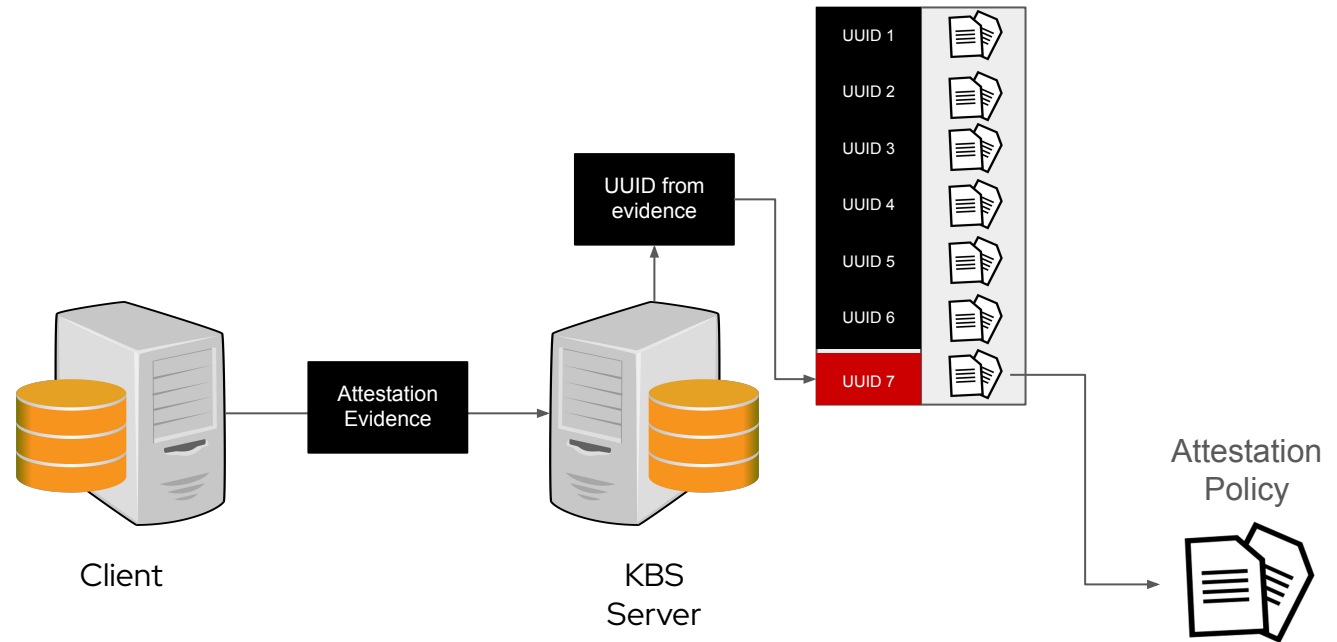 UUID 1
UUID 2
UUID 3
UUID 4
UUID 5
UUID 6
UUID 7
UUID from
evidence
Attestation
Evidence
Client
KBS
Server
Attestation
Policy